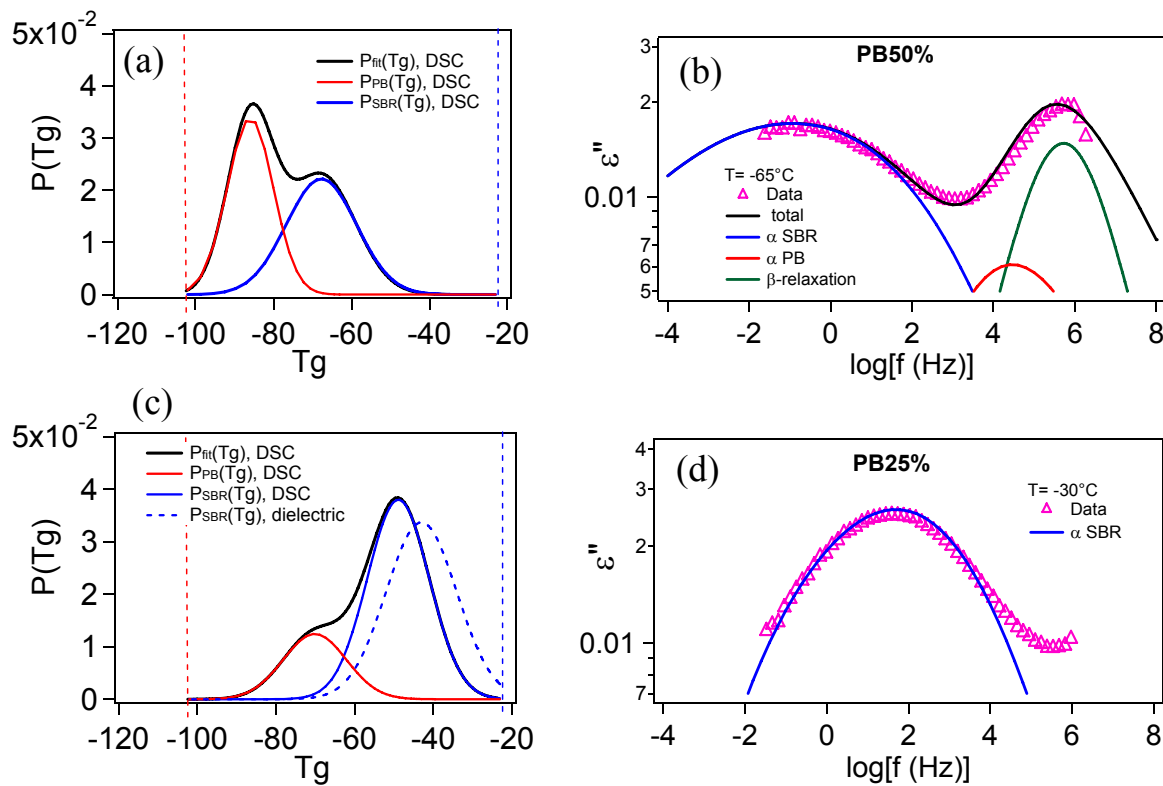 (a)
5x10-2
4
3
2
1
0
P(Tg)
Pfit(Tg), DSC
PPB(Tg), DSC
PSBR(Tg), DSC
-120 -100 -80 -60 -40 -20
Tg
(b)
PB50%
ε''
2
0.01
7
6
5
T= -65°C
Data
total
α SBR
α PB
β-relaxation
-4 -2 0 2 4 6 8
log[f (Hz)]
(c)
5x10-2
4
3
2
1
0
P(Tg)
Pfit(Tg), DSC
PPB(Tg), DSC
PSBR(Tg), DSC
PSBR(Tg), dielectric
-120 -100 -80 -60 -40 -20
Tg
(d)
PB25%
ε''
4
3
2
0.01
7
T= -30°C
Data
α SBR
-4 -2 0 2 4 6 8
log[f (Hz)]